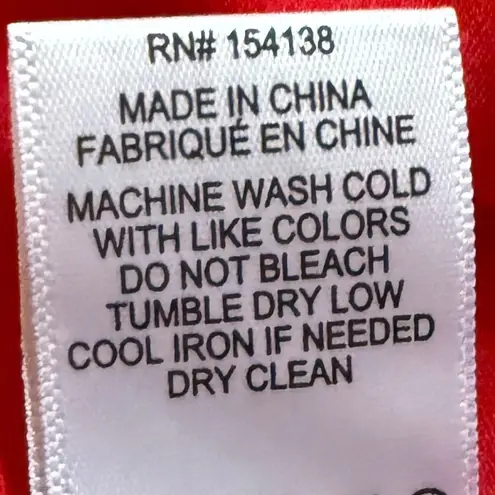 RN# 154138
MADE IN CHINA
FABRIQUÉ EN CHINE
MACHINE WASH COLD
WITH LIKE COLORS
DO NOT BLEACH
TUMBLE DRY LOW
COOL IRON IF NEEDED
DRY CLEAN